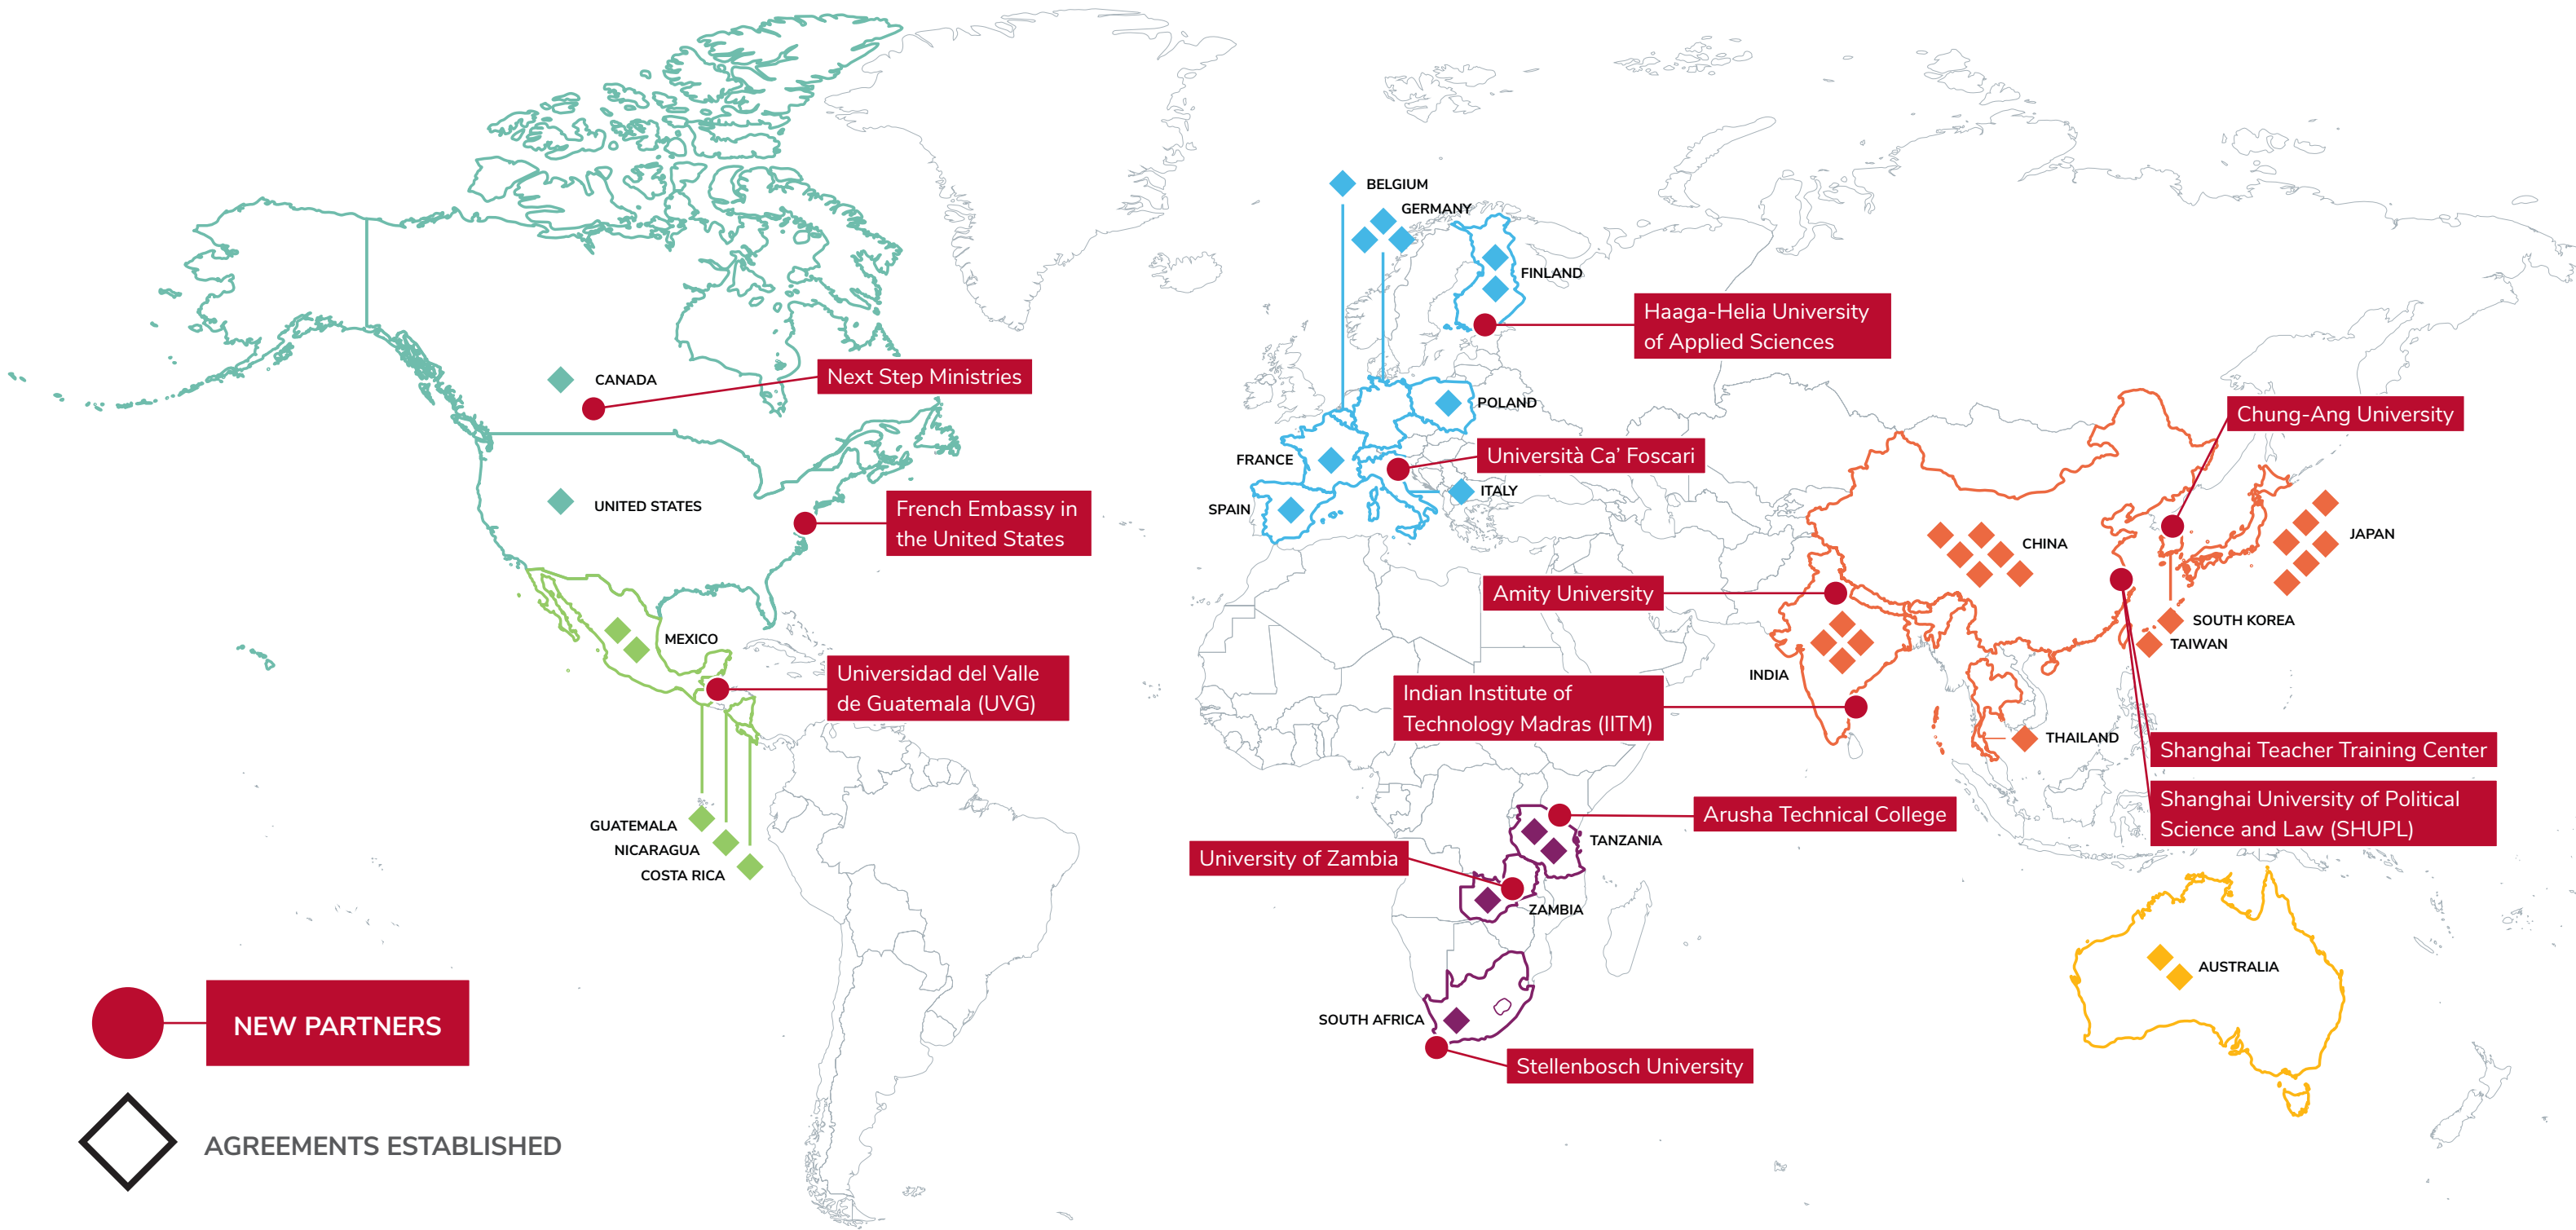 BELGIUM
GERMANY
FINLAND
Haaga-Helia University
of Applied Sciences
CANADA
Next Step Ministries
POLAND
Chung-Ang University
FRANCE
Università Ca’ Foscari
ITALY
SPAIN
UNITED STATES
French Embassy in
the United States
CHINA
JAPAN
Amity University
SOUTH KOREA
TAIWAN
MEXICO
INDIA
Universidad del Valle
de Guatemala (UVG)
Indian Institute of
Technology Madras (IITM)
THAILAND
Shanghai Teacher Training Center
Shanghai University of Political
Science and Law (SHUPL)
GUATEMALA
NICARAGUA
COSTA RICA
Arusha Technical College
TANZANIA
University of Zambia
ZAMBIA
AUSTRALIA
SOUTH AFRICA
Stellenbosch University
NEW PARTNERS
AGREEMENTS ESTABLISHED